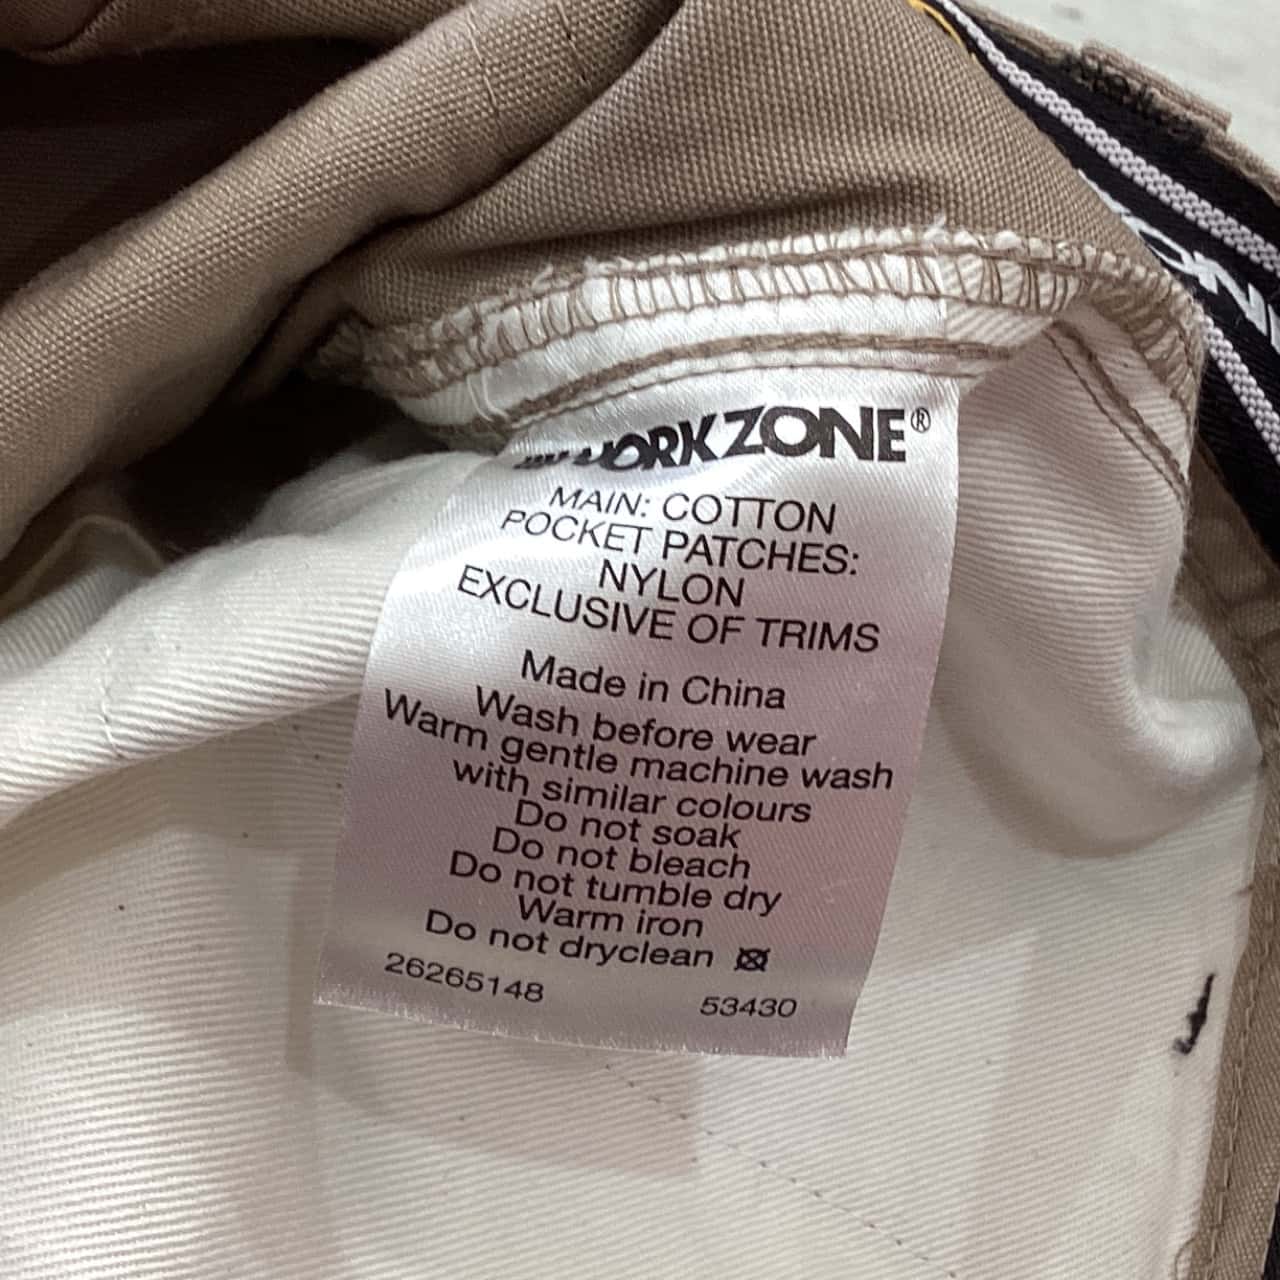 WORKZONE®
MAIN: COTTON
POCKET PATCHES:
NYLON
EXCLUSIVE OF TRIMS
Made in China
Wash before wear
Warm gentle machine wash
with similar colours
Do not soak
Do not bleach
Do not tumble dry
Warm iron
Do not dryclean
26265148 53430